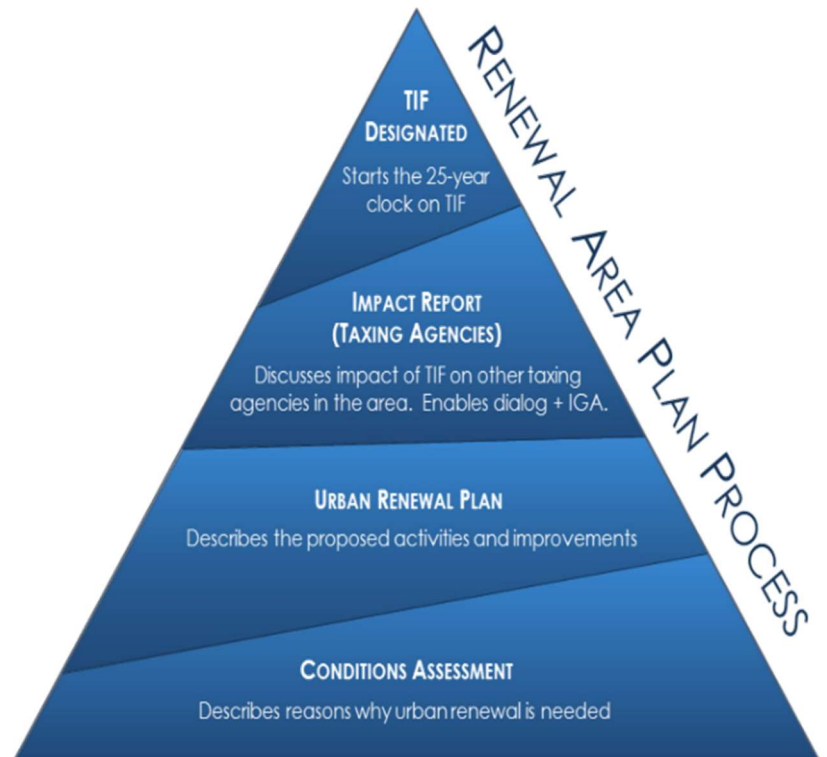 TIF
DESIGNATED
Starts the 25-year
clock on TIF
IMPACT REPORT
(TAXING AGENCIES)
Discusses impact of TIF on other taxing
agencies in the area. Enables dialog + IGA.
URBAN RENEWAL PLAN
Describes the proposed activities and improvements
CONDITIONS ASSESSMENT
Describes reasons why urban renewal is needed
RENEWAL AREA PLAN PROCESS